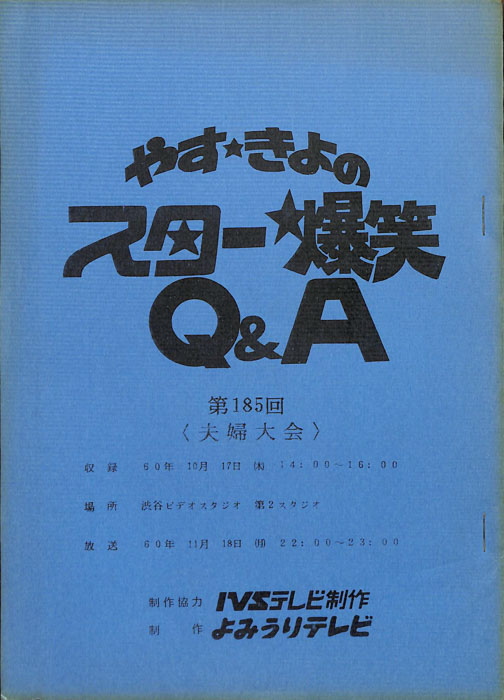 やす★きよの
スター★爆笑
Q&A
第185回
〈夫婦大会〉
収録 60年 10月 17日 ㈭ 14:00~16:00
場所 渋谷ビデオスタジオ 第2スタジオ
放送 60年 11月 18日 ㈪ 22:00~23:00
制作協力 IVSテレビ制作
制作 よみうりテレビ